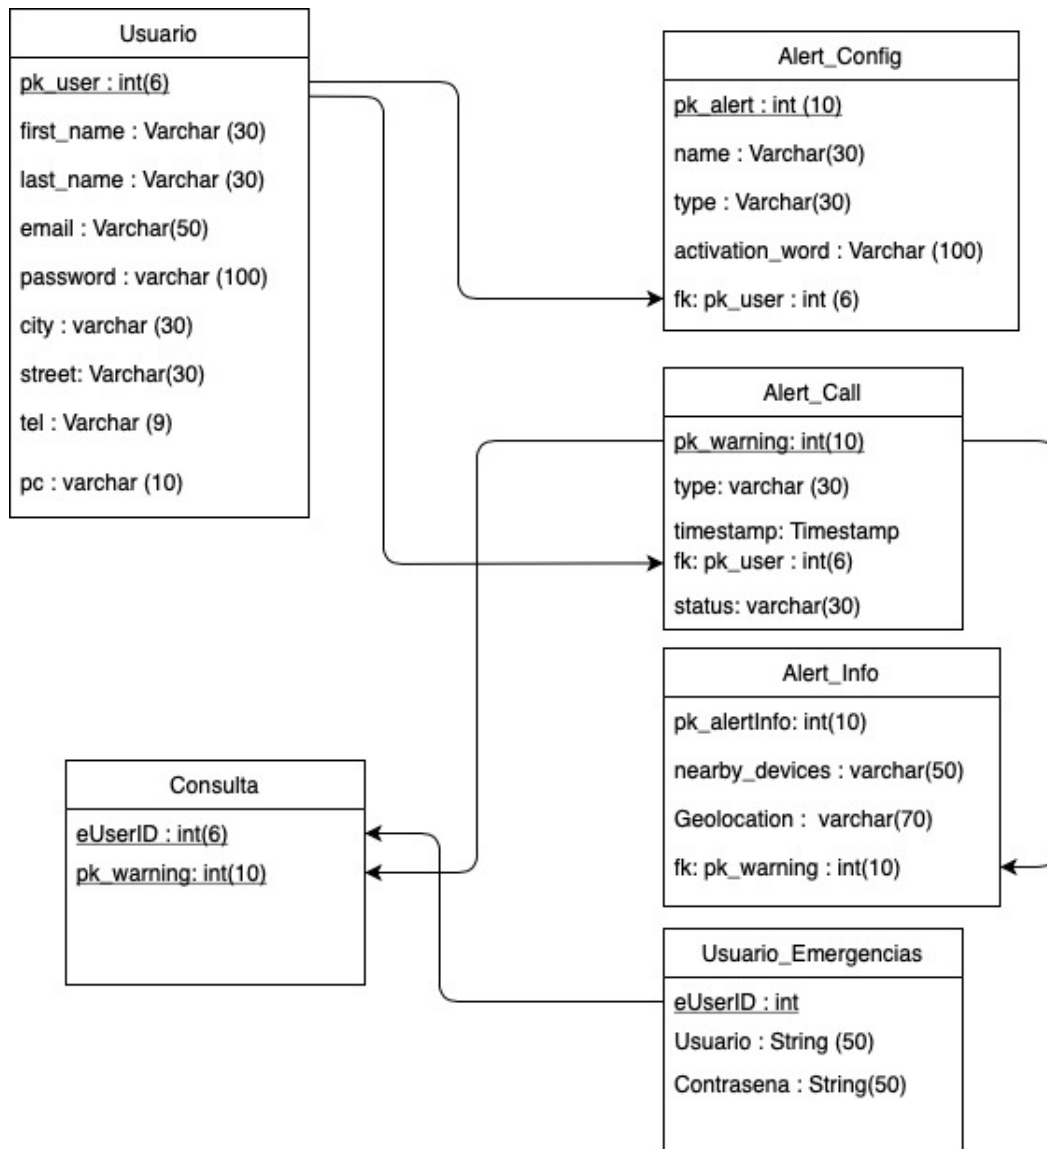 Usuario
pk_user : int(6)
first_name : Varchar (30)
last_name : Varchar (30)
email : Varchar(50)
password : varchar (100)
city : varchar (30)
street: Varchar(30)
tel : Varchar (9)
pc : varchar (10)
Alert_Config
pk_alert : int (10)
name : Varchar(30)
type : Varchar(30)
activation_word : Varchar (100)
fk: pk_user : int (6)
Alert_Call
pk_warning: int(10)
type: varchar (30)
timestamp: Timestamp
fk: pk_user : int(6)
status: varchar(30)
Alert_Info
pk_alertInfo: int(10)
nearby_devices : varchar(50)
Geolocation : varchar(70)
fk: pk_warning : int(10)
Consulta
eUserID : int(6)
pk_warning: int(10)
Usuario_Emergencias
eUserID : int
Usuario : String (50)
Contrasena : String(50)